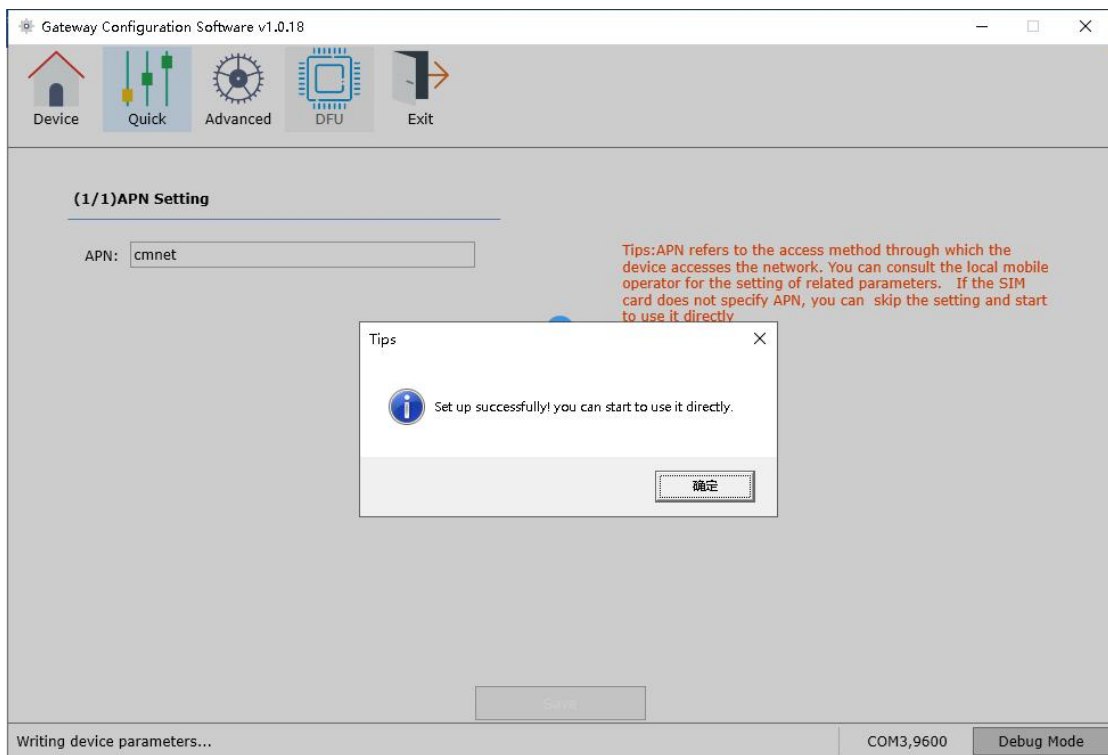 Gateway Configuration Software v1.0.18
Device Quick Advanced DFU Exit
(1/1)APN Setting
APN: cmnet
Tips:APN refers to the access method through which the
device accesses the network. You can consult the local mobile
operator for the setting of related parameters. If the SIM
card does not specify APN, you can skip the setting and start
to use it directly
Tips
Set up successfully! you can start to use it directly.
确定
Save
Writing device parameters... COM3,9600 Debug Mode